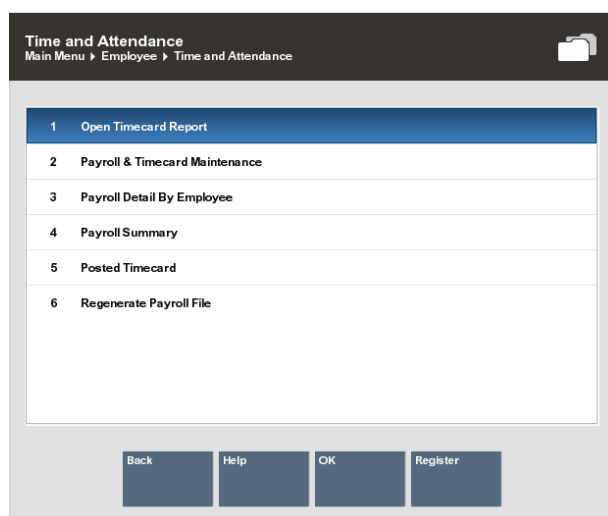 Time and Attendance
Main Menu ▸ Employee ▸ Time and Attendance
1 Open Timecard Report
2 Payroll & Timecard Maintenance
3 Payroll Detail By Employee
4 Payroll Summary
5 Posted Timecard
6 Regenerate Payroll File
Back Help OK Register